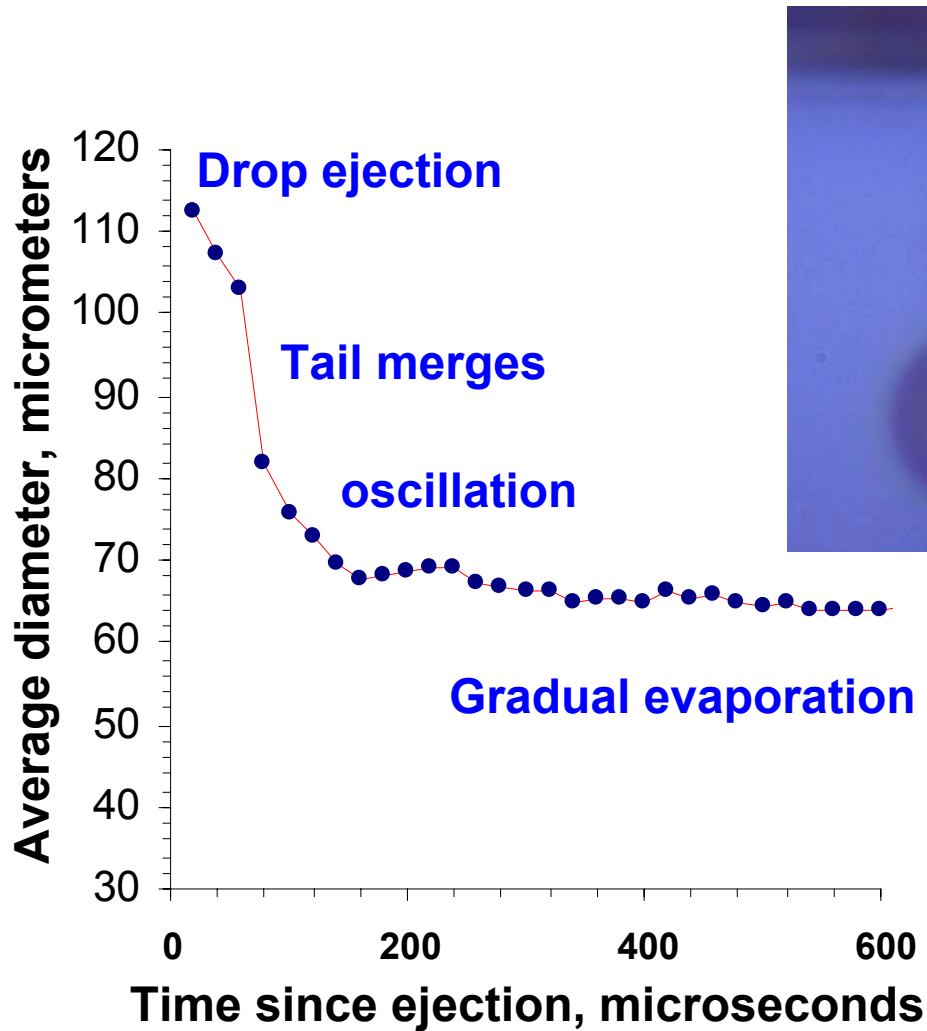 120
Drop ejection
110
100
Tail merges
90
80
oscillation
70
60
Gradual evaporation
50
40
30
0 200 400 600
Time since ejection, microseconds
Average diameter, micrometers